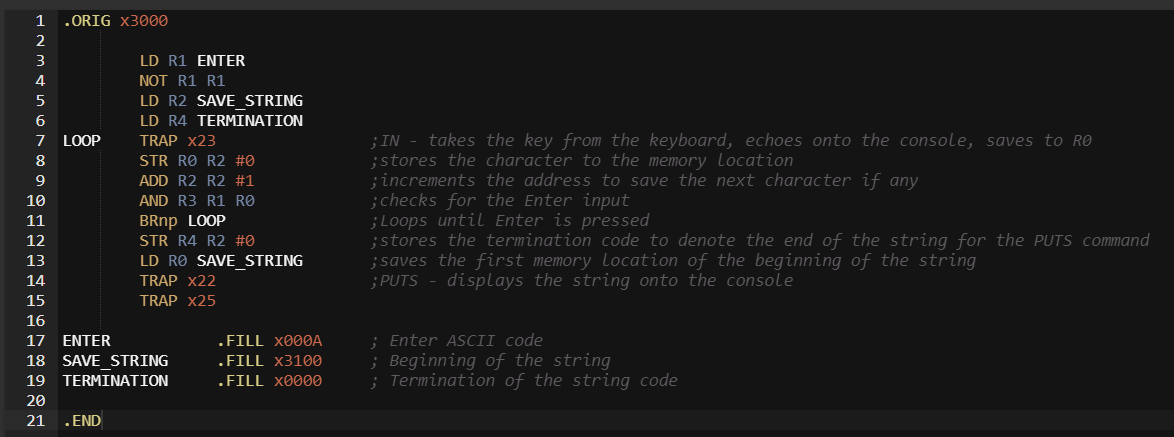 1 .ORIG x3000
2
3 LD R1 ENTER
4 NOT R1 R1
5 LD R2 SAVE_STRING
6 LD R4 TERMINATION
7 LOOP TRAP x23 ;IN - takes the key from the keyboard, echoes onto the console, saves to R0
8 STR R0 R2 #0 ;stores the character to the memory location
9 ADD R2 R2 #1 ;increments the address to save the next character if any
10 AND R3 R1 R0 ;checks for the Enter input
11 BRnp LOOP ;Loops until Enter is pressed
12 STR R4 R2 #0 ;stores the termination code to denote the end of the string for the PUTS command
13 LD R0 SAVE_STRING ;saves the first memory location of the beginning of the string
14 TRAP x22 ;PUTS - displays the string onto the console
15 TRAP x25
16
17 ENTER .FILL x000A ; Enter ASCII code
18 SAVE_STRING .FILL x3100 ; Beginning of the string
19 TERMINATION .FILL x0000 ; Termination of the string code
20
21 .END